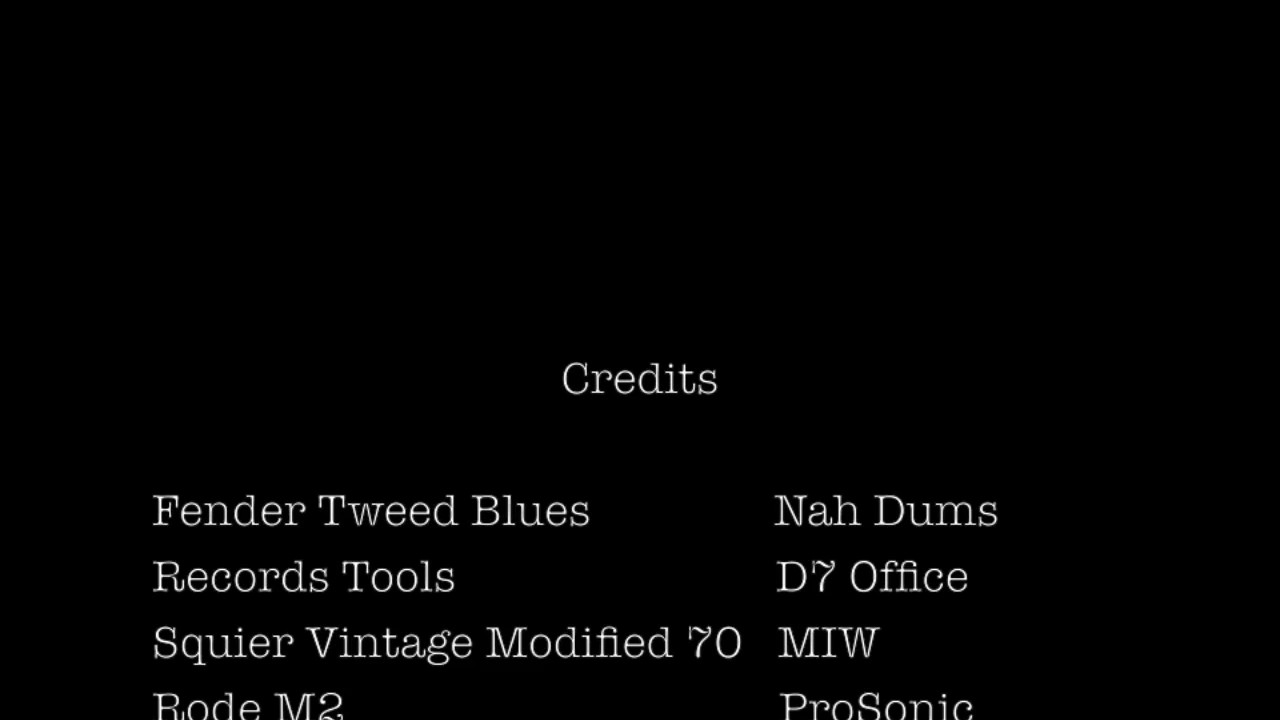 Credits
Fender Tweed Blues Nah Dums
Records Tools D7 Office
Squier Vintage Modified '70 MIW
Rode M2 ProSonic